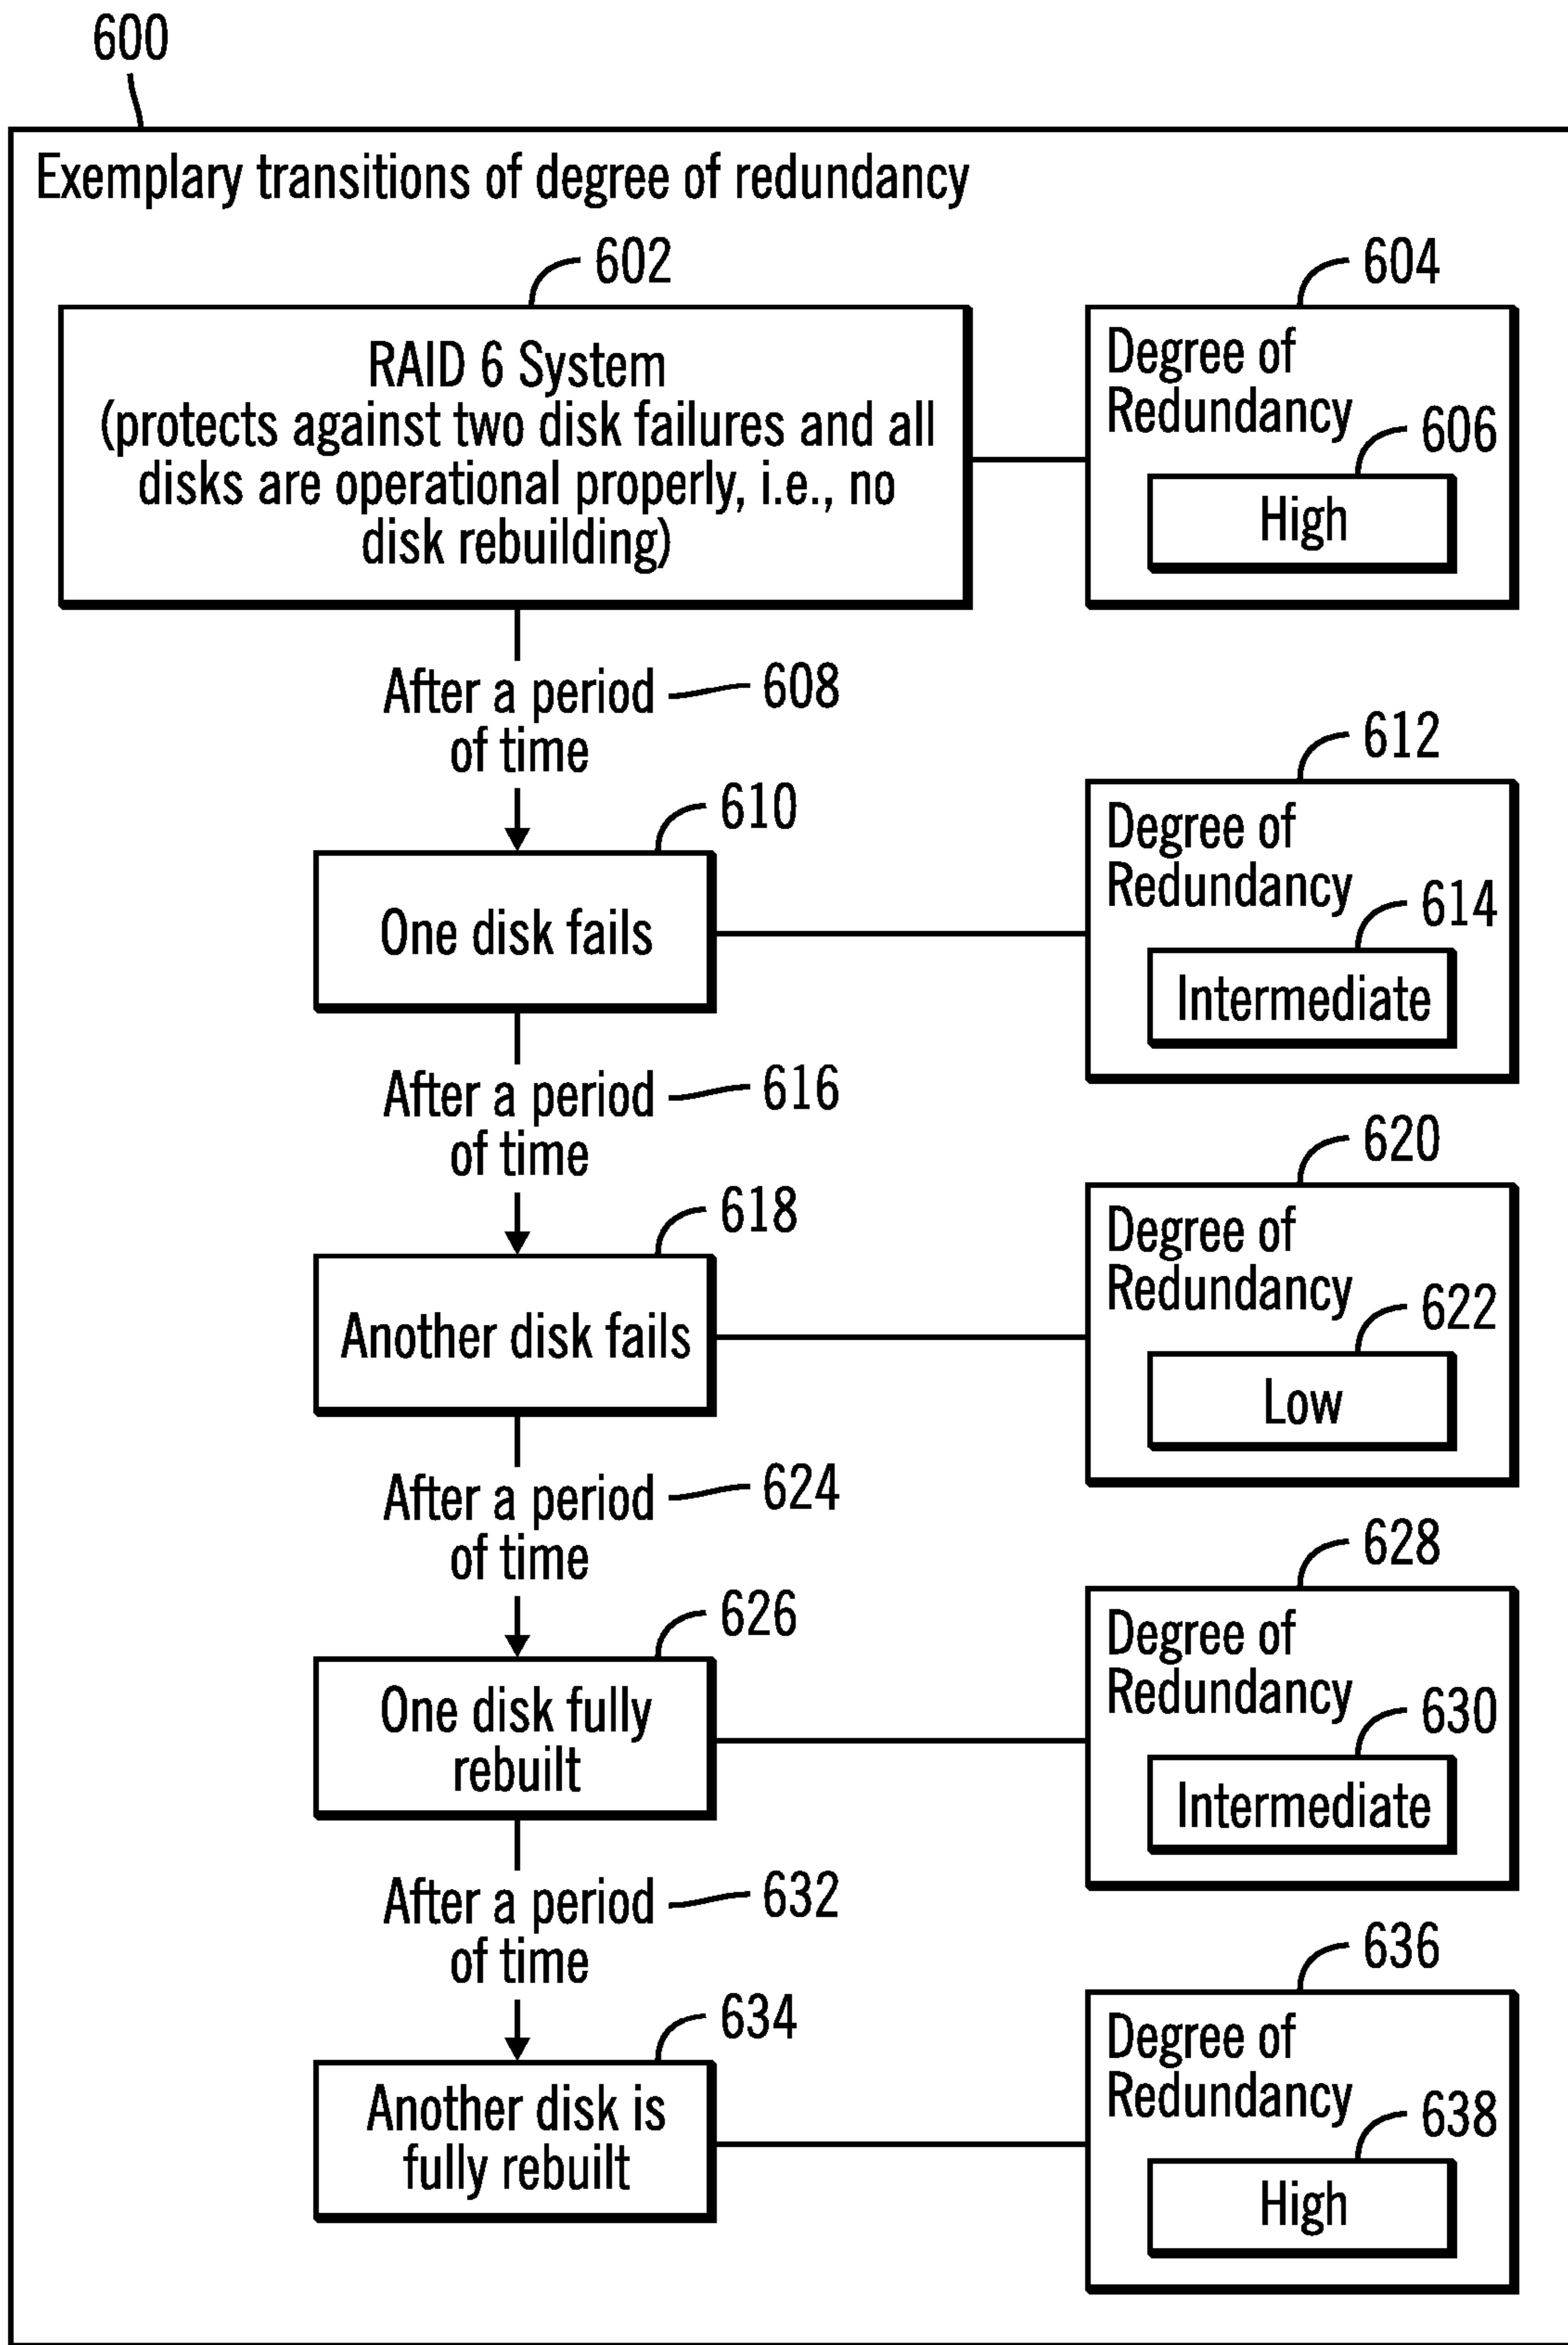 600
Exemplary transitions of degree of redundancy
602
RAID 6 System
(protects against two disk failures and all
disks are operational properly, i.e., no
disk rebuilding)
604
Degree of
Redundancy
606
High
After a period
of time
608
610
One disk fails
612
Degree of
Redundancy
614
Intermediate
After a period
of time
616
618
Another disk fails
620
Degree of
Redundancy
622
Low
After a period
of time
624
626
One disk fully
rebuilt
628
Degree of
Redundancy
630
Intermediate
After a period
of time
632
634
Another disk is
fully rebuilt
636
Degree of
Redundancy
638
High